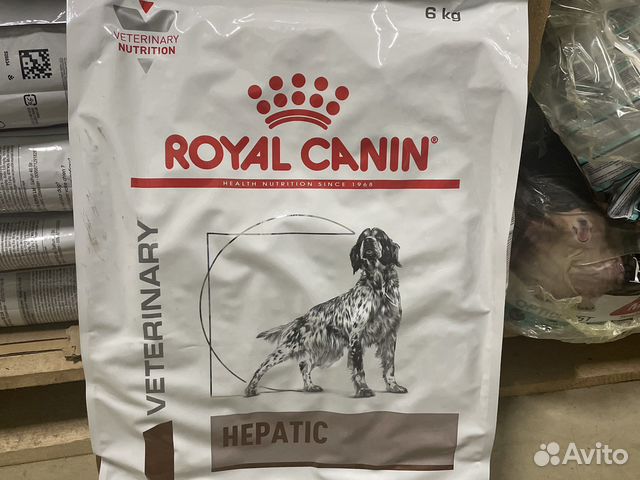 VETERINARY
NUTRITION
6 kg
ROYAL CANIN®
HEALTH NUTRITION SINCE 1968
VETERINARY
HEPATIC
Avito